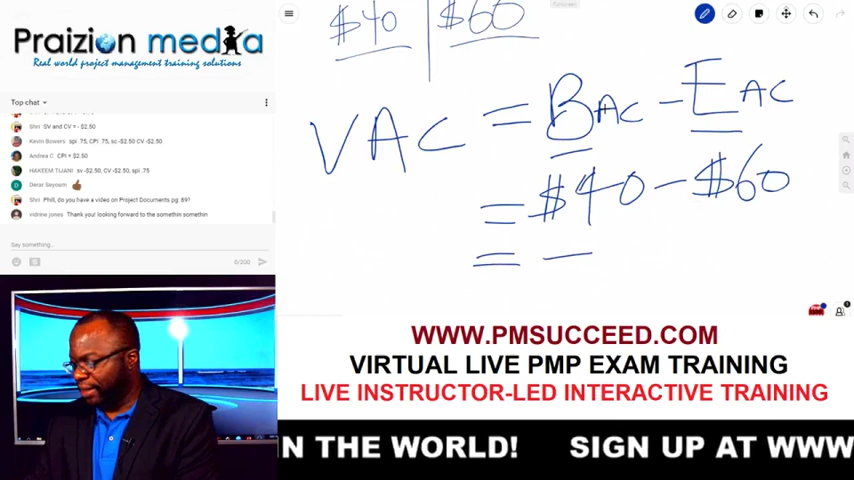 Praizion media
Real world project management training solutions
Top chat
Shri SV and CV = - $2.50
Kevin Bowers spi .75, CPI .75, sc -$2.50 CV -$2.50
Andrea C CPI = $2.50
HAKEEM TIJANI sv -$2.50, CV -$2.50, spi .75
Derar Sayoum
Shri Phill, do you have a video on Project Documents pg: 89?
vidrine jones Thank you! looking forward to the somethin somethin
Say something...
0/200
$40 $60
VAC = BAC - EAC
= $40 - $60
= -
WWW.PMSUCCEED.COM
VIRTUAL LIVE PMP EXAM TRAINING
LIVE INSTRUCTOR-LED INTERACTIVE TRAINING
N THE WORLD! SIGN UP AT WWW